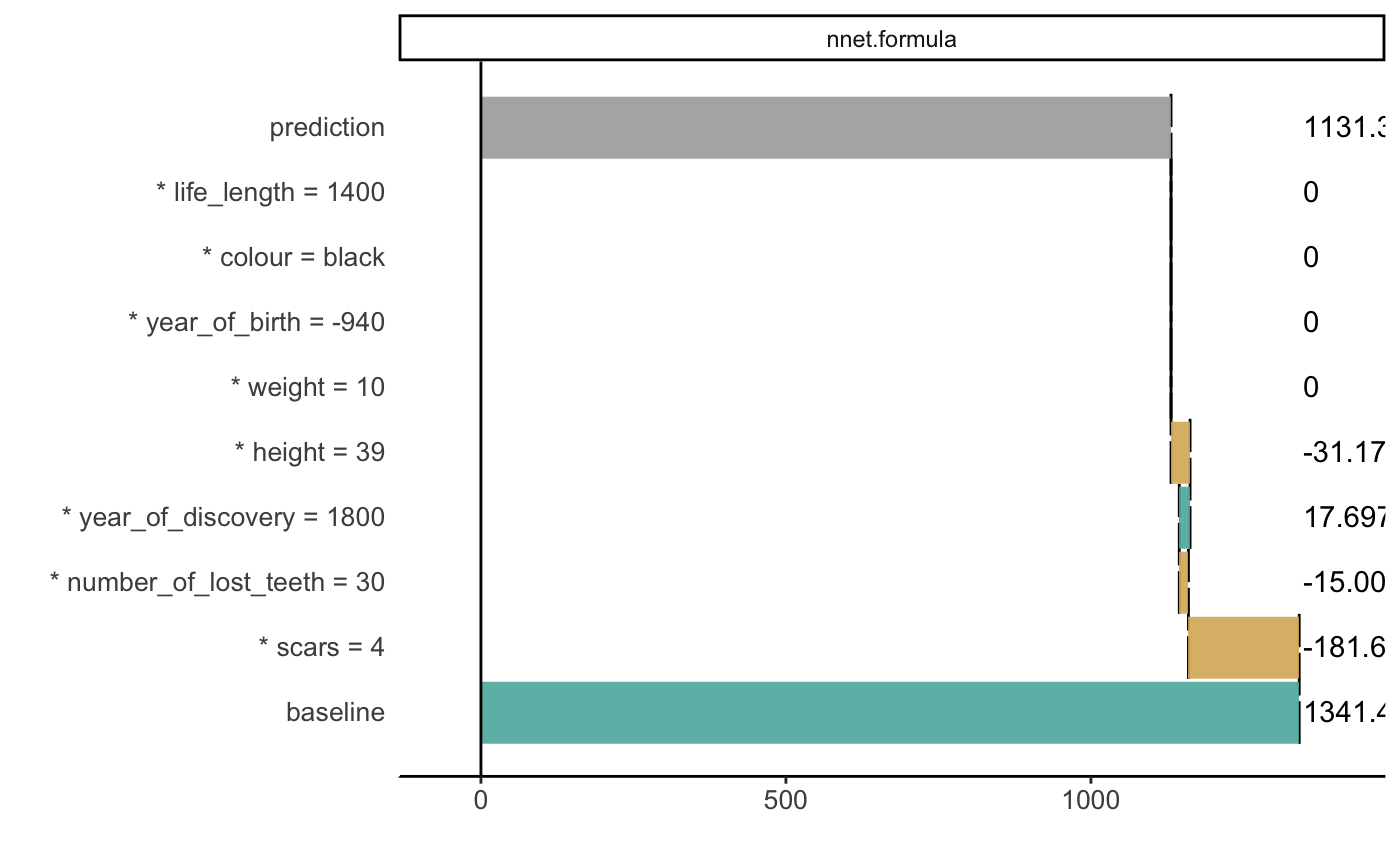 nnet.formula
prediction 1131.3
* life_length = 1400 0
* colour = black 0
* year_of_birth = -940 0
* weight = 10 0
* height = 39 -31.17
* year_of_discovery = 1800 17.697
* number_of_lost_teeth = 30 -15.00
* scars = 4 -181.6
baseline 1341.4
0 500 1000